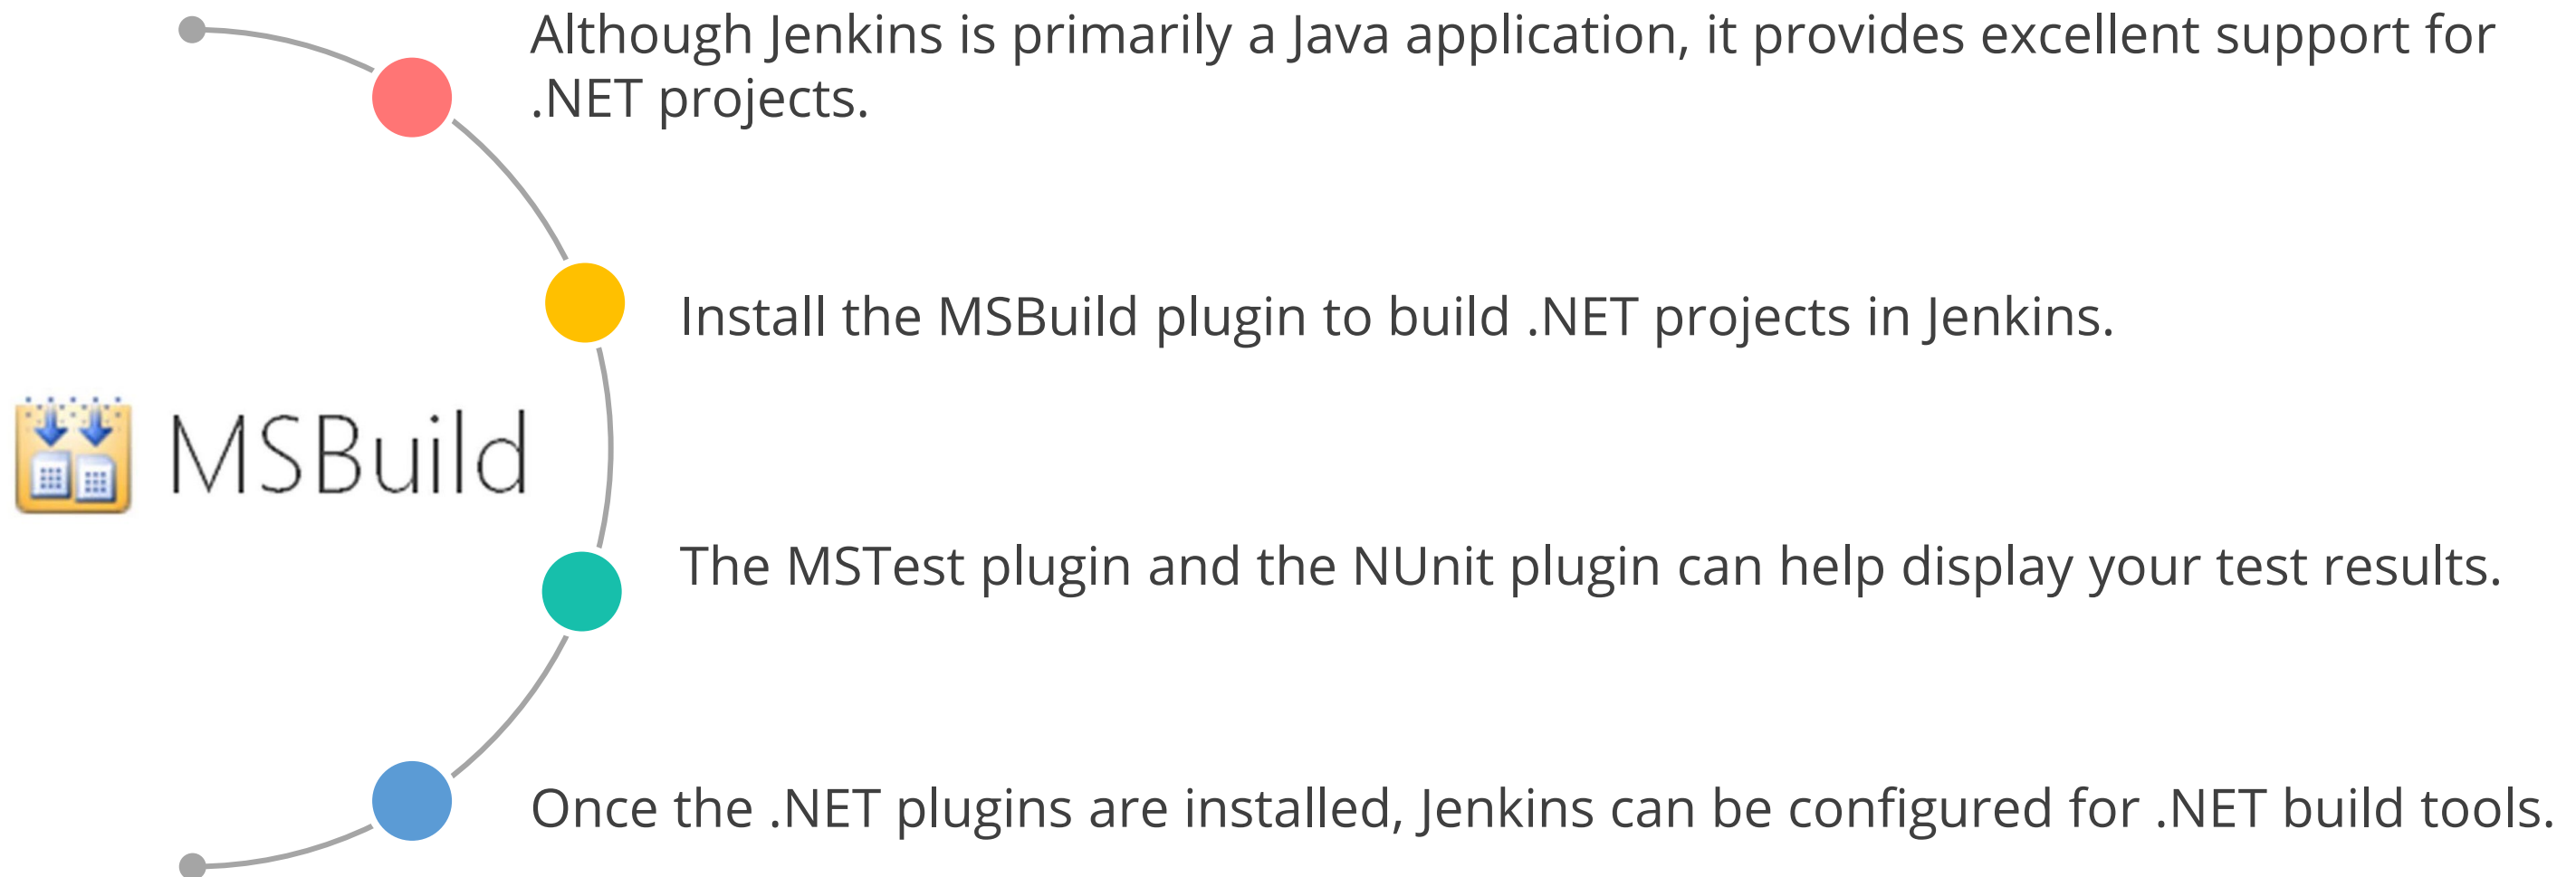 Although Jenkins is primarily a Java application, it provides excellent support for
.NET projects.
Install the MSBuild plugin to build .NET projects in Jenkins.
MSBuild
The MSTest plugin and the NUnit plugin can help display your test results.
Once the .NET plugins are installed, Jenkins can be configured for .NET build tools.